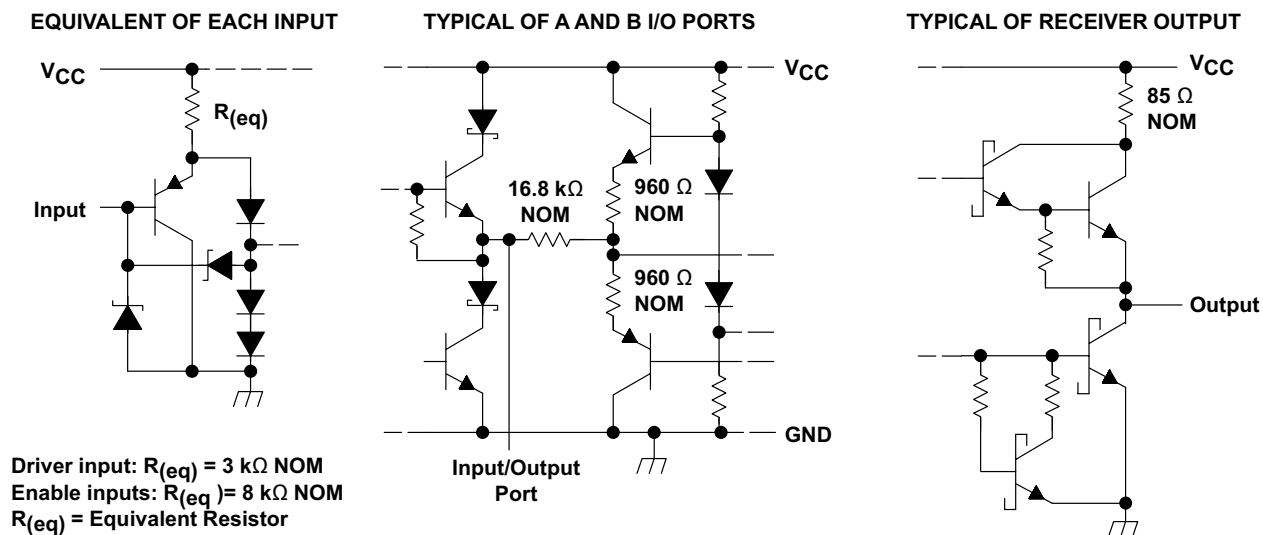 EQUIVALENT OF EACH INPUT
VCC
R(eq)
Input
Driver input: R(eq) = 3 kΩ NOM
Enable inputs: R(eq )= 8 kΩ NOM
R(eq) = Equivalent Resistor
TYPICAL OF A AND B I/O PORTS
VCC
16.8 kΩ
NOM
960 Ω
NOM
960 Ω
NOM
GND
Input/Output
Port
TYPICAL OF RECEIVER OUTPUT
VCC
85 Ω
NOM
Output